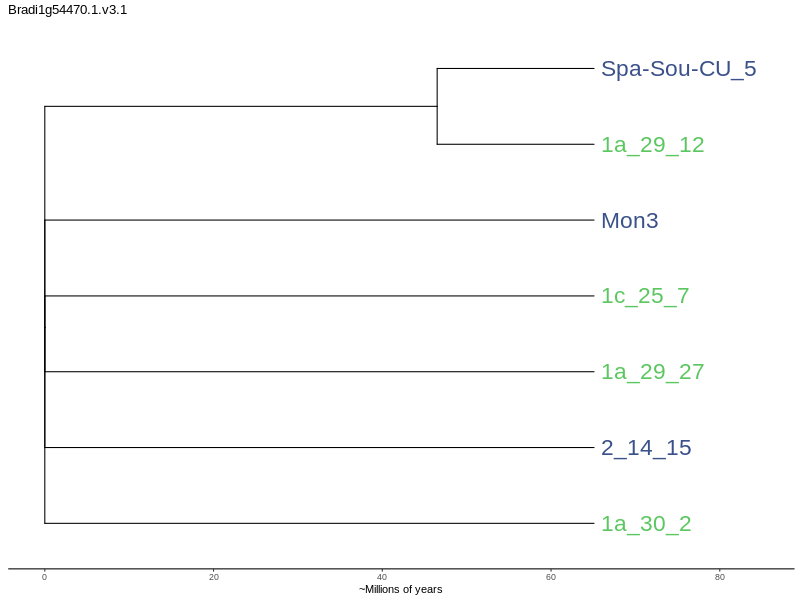 Bradi1g54470.1.v3.1
Spa-Sou-CU_5
1a_29_12
Mon3
1c_25_7
1a_29_27
2_14_15
1a_30_2
0 20 40 60 80
~Millions of years